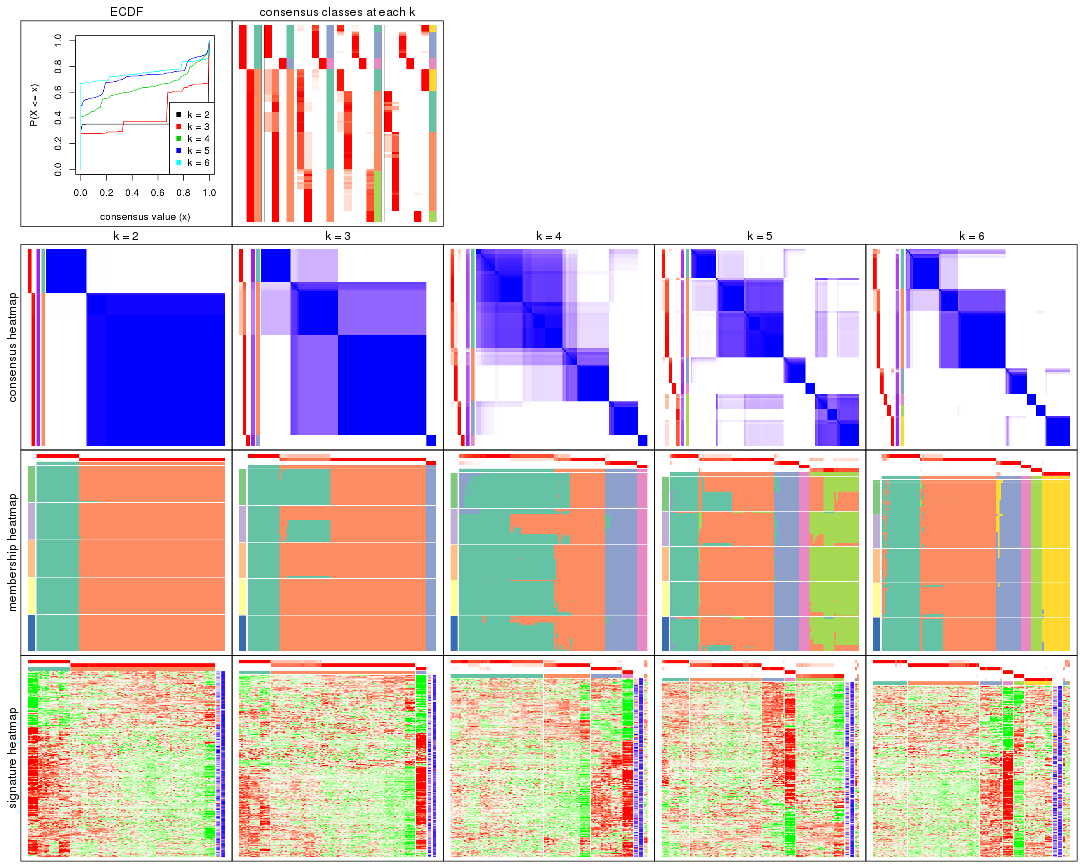 ECDF
consensus classes at each k
P(X <= x)
1.0
0.8
0.6
0.4
0.2
0.0
k = 2
k = 3
k = 4
k = 5
k = 6
0.0 0.2 0.4 0.6 0.8 1.0
consensus value (x)
k = 2
k = 3
k = 4
k = 5
k = 6
consensus heatmap
membership heatmap
signature heatmap